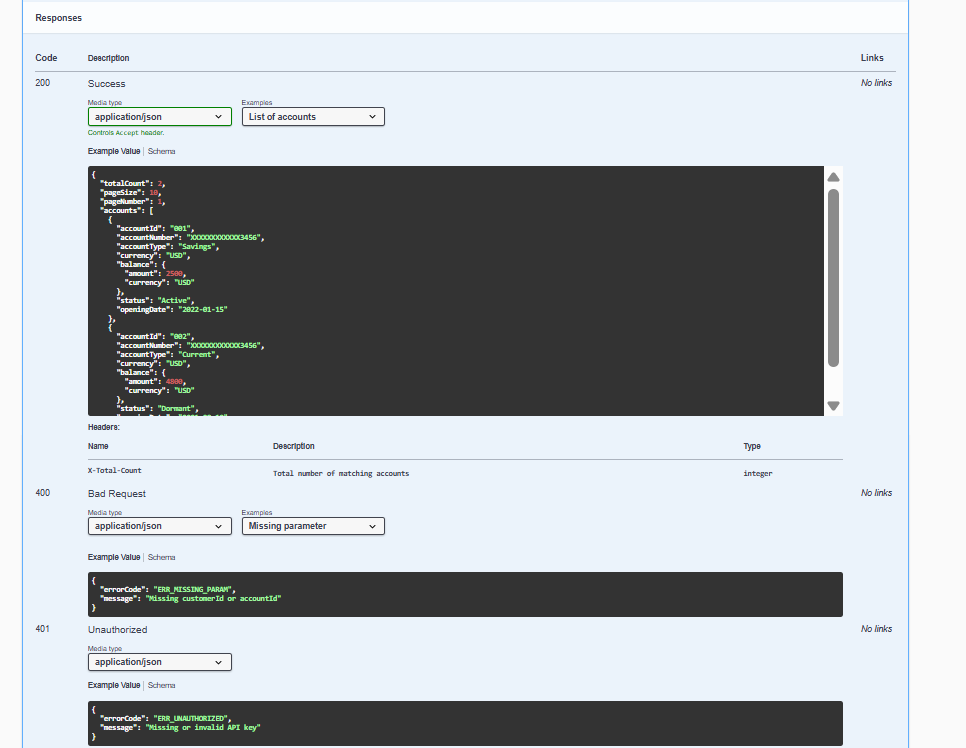 Responses
Code Description Links
200 Success No links
Media type Examples
application/json List of accounts
Controls Accept header.
Example Value | Schema
{
"totalCount": 2,
"pageSize": 10,
"pageNumber": 1,
"accounts": [
{
"accountId": "001",
"accountNumber": "XXXXXXXXXXXX3456",
"accountType": "Savings",
"currency": "USD",
"balance": {
"amount": 2500,
"currency": "USD"
},
"status": "Active",
"openingDate": "2022-01-15"
},
{
"accountId": "002",
"accountNumber": "XXXXXXXXXXXX3456",
"accountType": "Current",
"currency": "USD",
"balance": {
"amount": 4800,
"currency": "USD"
},
"status": "Dormant",
Headers:
Name Description Type
X-Total-Count Total number of matching accounts integer
400 Bad Request No links
Media type Examples
application/json Missing parameter
Example Value | Schema
{
"errorCode": "ERR_MISSING_PARAM",
"message": "Missing customerId or accountId"
}
401 Unauthorized No links
Media type
application/json
Example Value | Schema
{
"errorCode": "ERR_UNAUTHORIZED",
"message": "Missing or invalid API key"
}